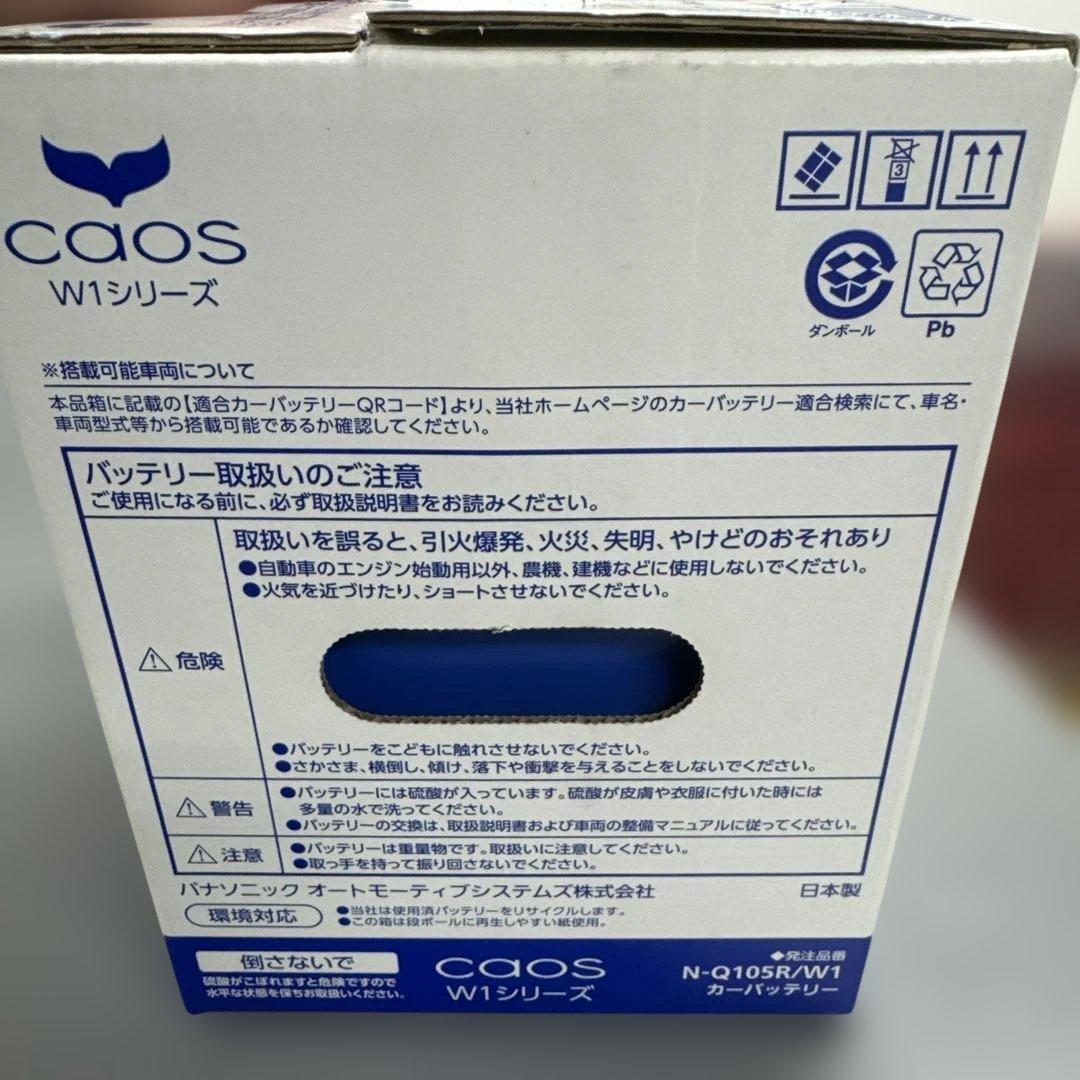 caos
W1シリーズ
3
ダンボール
Pb
※搭載可能車両について
本品箱に記載の【適合カーバッテリーQRコード】より、当社ホームページのカーバッテリー適合検索にて、車名・
車両型式等から搭載可能であるか確認してください。
バッテリー取扱いのご注意
ご使用になる前に、必ず取扱説明書をお読みください。
⚠危険
取扱いを誤ると、引火爆発、火災、失明、やけどのおそれあり
●自動車のエンジン始動用以外、農機、建機などに使用しないでください。
●火気を近づけたり、ショートさせないでください。
●バッテリーをこどもに触れさせないでください。
●さかさま、横倒し、傾け、落下や衝撃を与えることをしないでください。
⚠警告
●バッテリーには硫酸が入っています。硫酸が皮膚や衣服に付いた時には
多量の水で洗ってください。
●バッテリーの交換は、取扱説明書および車両の整備マニュアルに従ってください。
⚠注意
●バッテリーは重量物です。取扱いに注意してください。
●取っ手を持って振り回さないでください。
パナソニック オートモーティブシステムズ株式会社 日本製
環境対応
●当社は使用済バッテリーをリサイクルします。
●この箱は段ボールに再生しやすい紙使用。
倒さないで
硫酸がこぼれますと危険ですので
水平な状態を保ちお取扱いください。
caos
W1シリーズ
◆発注品番
N-Q105R/W1
カーバッテリー